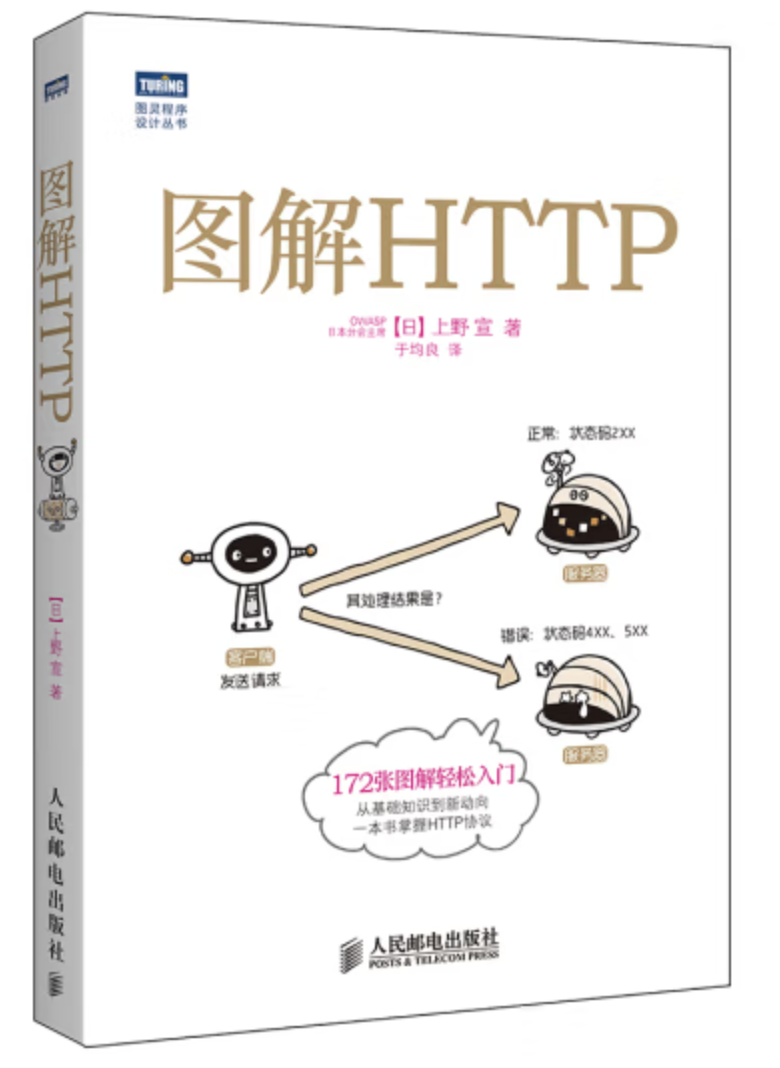 TURING
图灵程序
设计丛书
图解HTTP
OWASP
日本分会主席
【日】上野 宣 著
于均良 译
正常：状态码2XX
服务器
其处理结果是？
错误：状态码4XX、5XX
服务器
客户端
发送请求
172张图解轻松入门
从基础知识到新动向
一本书掌握HTTP协议
人民邮电出版社
POSTS & TELECOM PRESS
TURING
图解HTTP
【日】上野 宣 著
人民邮电出版社